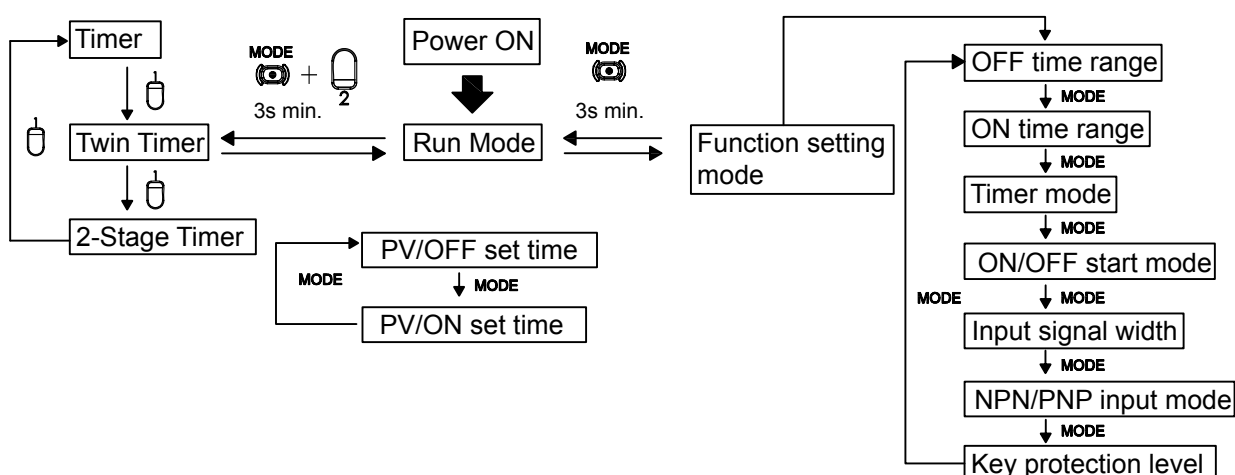 Timer
1
1
Twin Timer
1
2-Stage Timer
MODE
+
2
3s min.
Power ON
Run Mode
MODE
3s min.
Function setting
mode
PV/OFF set time
MODE
MODE
PV/ON set time
OFF time range
MODE
ON time range
MODE
Timer mode
MODE
ON/OFF start mode
MODE
MODE
Input signal width
MODE
NPN/PNP input mode
MODE
Key protection level